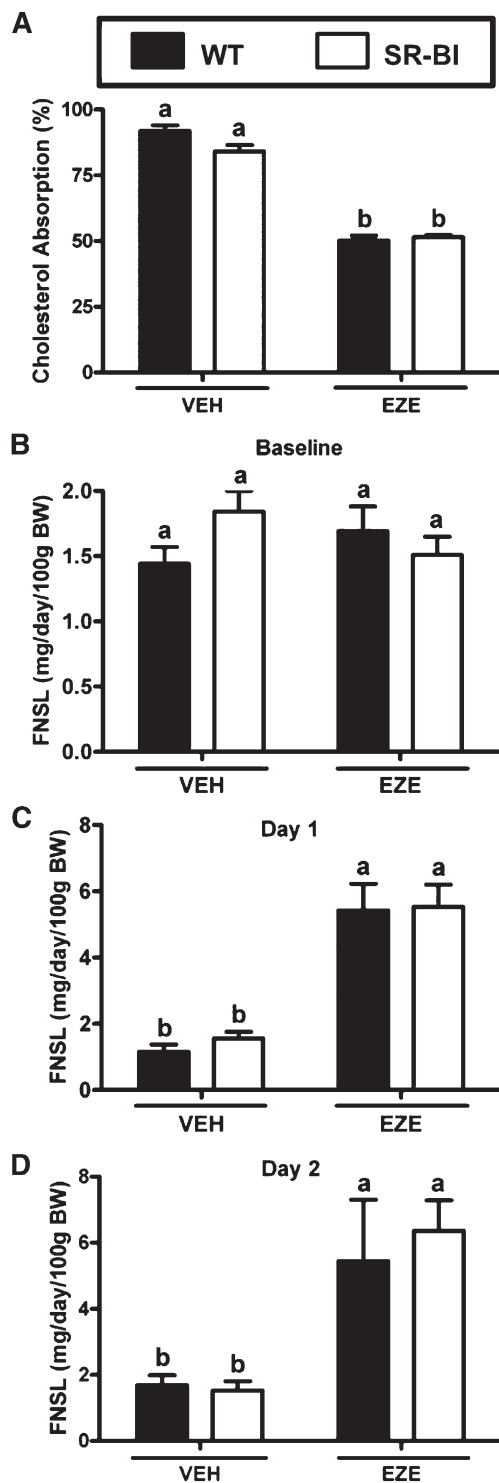 A
WT SR-BI
Cholesterol Absorption (%)
100
75
50
25
0
a a
b b
VEH EZE
B
Baseline
FNSL (mg/day/100g BW)
2.0
1.5
1.0
0.5
0.0
a a a a
VEH EZE
C
Day 1
FNSL (mg/day/100g BW)
8
6
4
2
0
b b a a
VEH EZE
D
Day 2
FNSL (mg/day/100g BW)
8
6
4
2
0
b b a a
VEH EZE